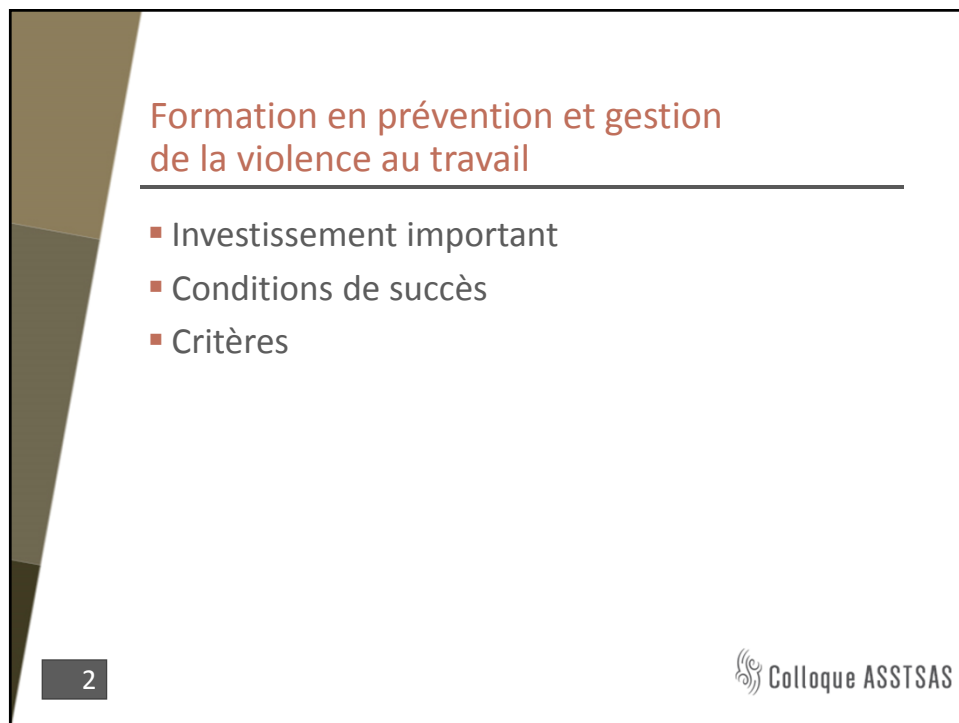 Formation en prévention et gestion
de la violence au travail
▪ Investissement important
▪ Conditions de succès
▪ Critères
2
Colloque ASSTSAS